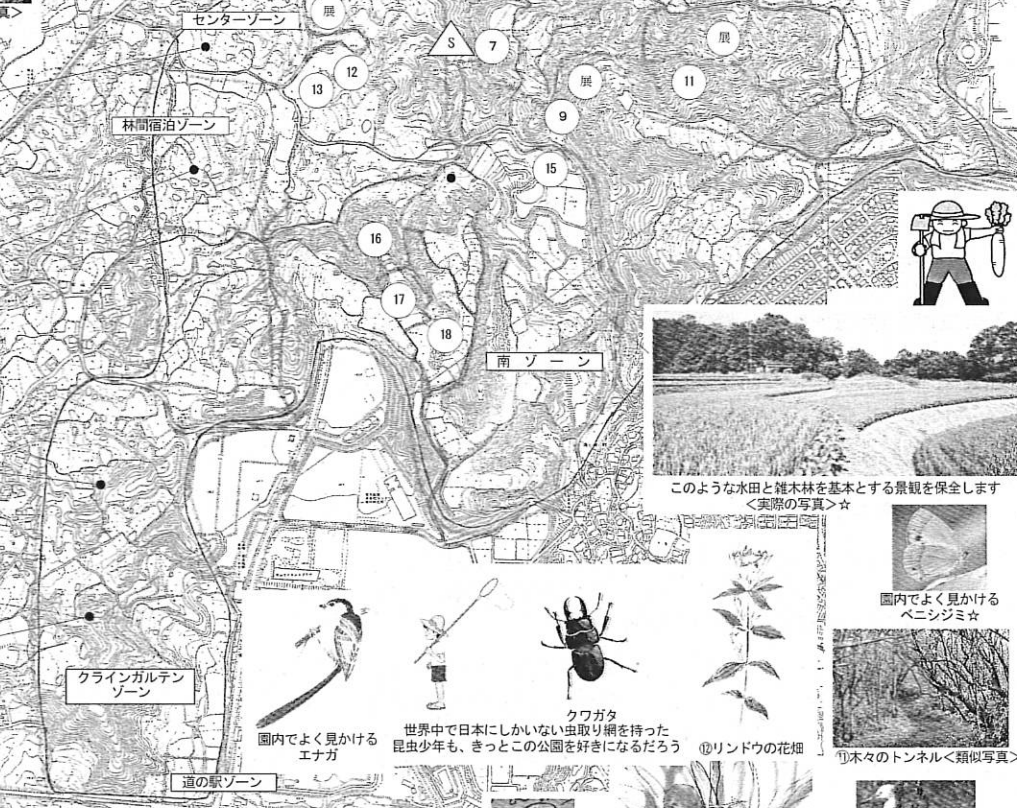 真>
センターゾーン
展
S
7
展
12
13
展
11
9
林間宿泊ゾーン
15
16
17
18
南ゾーン
このような水田と雑木林を基本とする景観を保全します
<実際の写真>☆
園内でよく見かける
ベニシジミ☆
クラインガルテン
ゾーン
園内でよく見かける
エナガ
クワガタ
世界中で日本にしかいない虫取り網を持った
昆虫少年も、きっとこの公園を好きになるだろう
⑫リンドウの花畑
⑪木々のトンネル<類似写真>
道の駅ゾーン